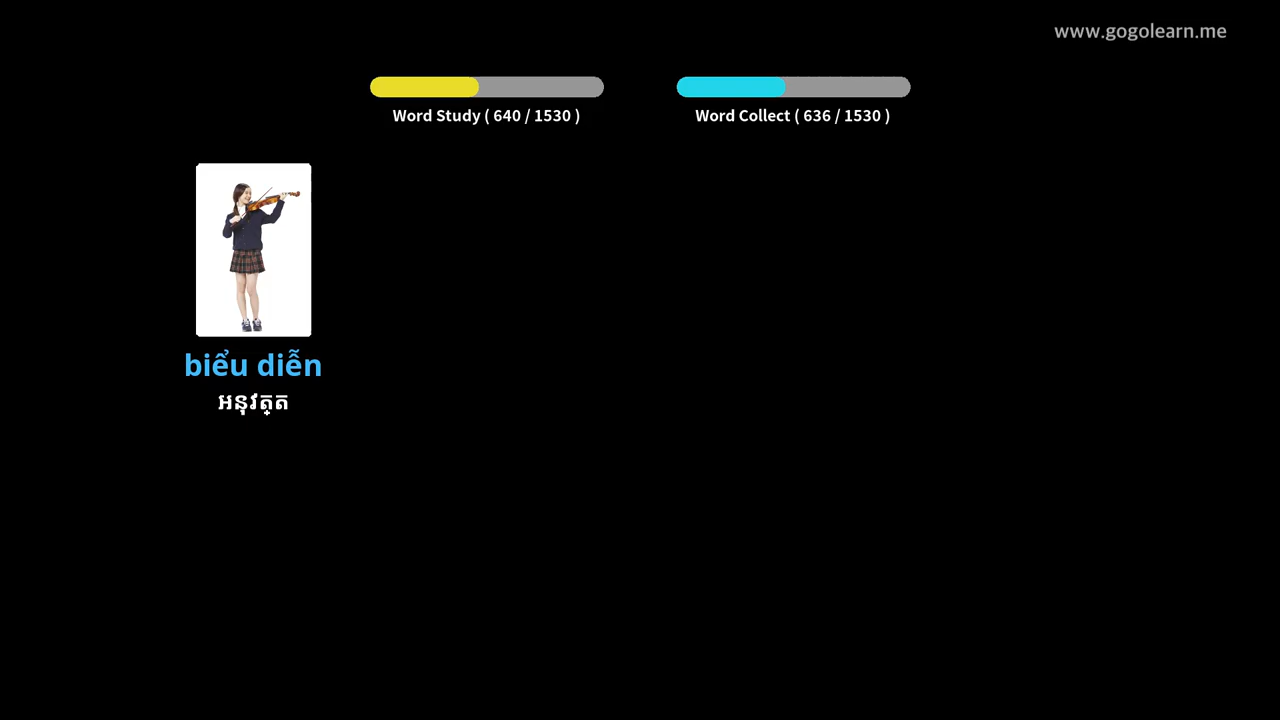 www.gogolearn.me
Word Study ( 640 / 1530 )
Word Collect ( 636 / 1530 )
biểu diễn
អនុវត្ត